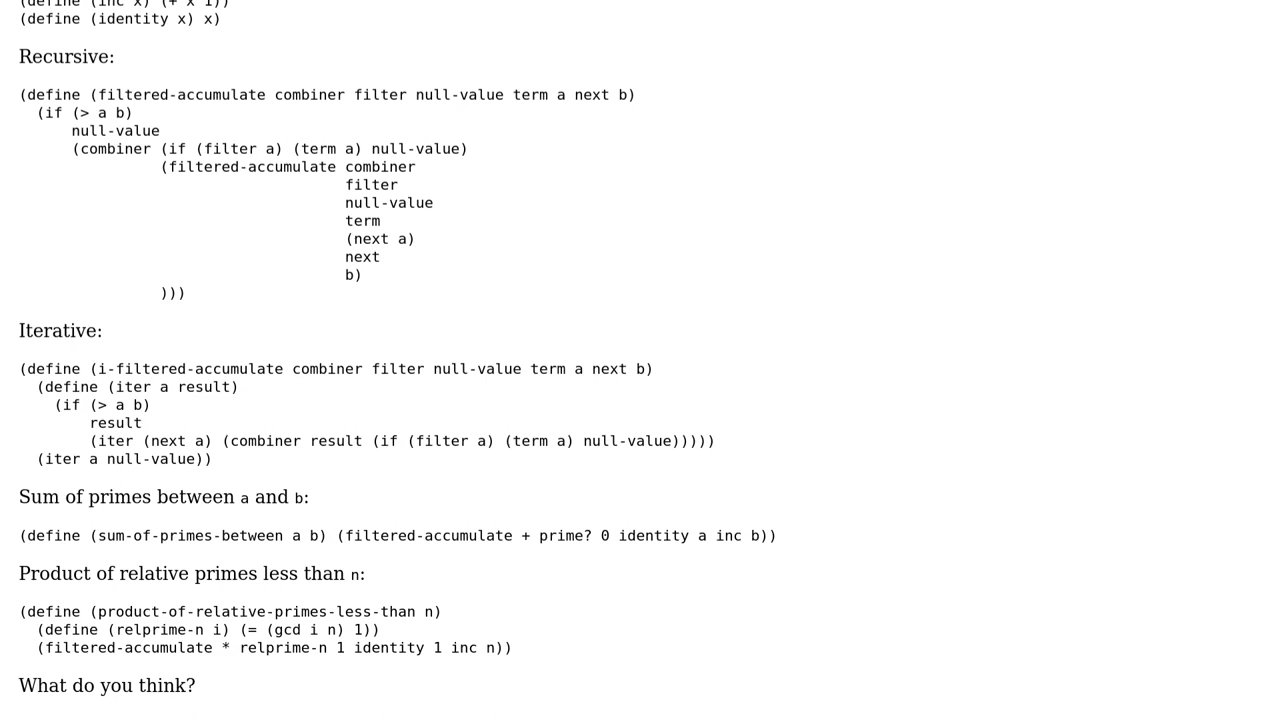 (define (inc x) (+ x 1))
(define (identity x) x)
Recursive:
(define (filtered-accumulate combiner filter null-value term a next b)
  (if (> a b)
      null-value
      (combiner (if (filter a) (term a) null-value)
                (filtered-accumulate combiner
                                     filter
                                     null-value
                                     term
                                     (next a)
                                     next
                                     b)
                )))
Iterative:
(define (i-filtered-accumulate combiner filter null-value term a next b)
  (define (iter a result)
    (if (> a b)
        result
        (iter (next a) (combiner result (if (filter a) (term a) null-value)))))
  (iter a null-value))
Sum of primes between a and b:
(define (sum-of-primes-between a b) (filtered-accumulate + prime? 0 identity a inc b))
Product of relative primes less than n:
(define (product-of-relative-primes-less-than n)
  (define (relprime-n i) (= (gcd i n) 1))
  (filtered-accumulate * relprime-n 1 identity 1 inc n))
What do you think?